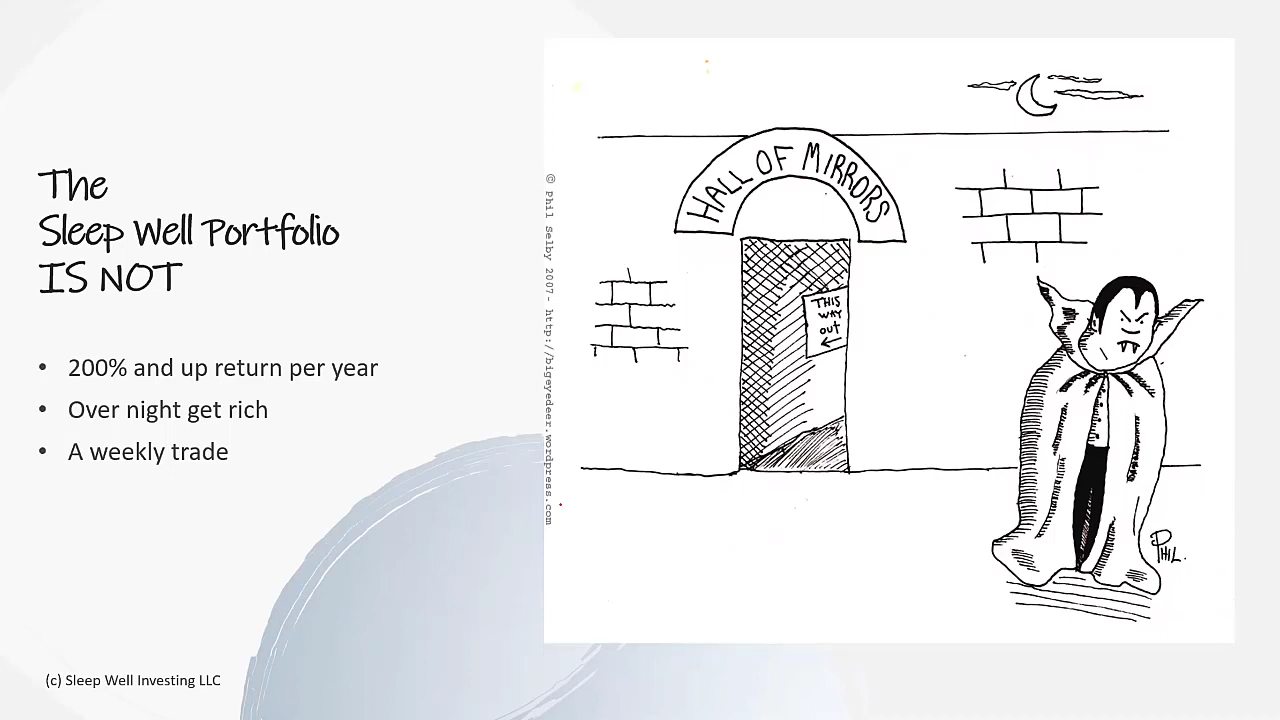 The
Sleep Well Portfolio
IS NOT
• 200% and up return per year
• Over night get rich
• A weekly trade
(c) Sleep Well Investing LLC
© Phil Selby 2007- http://bigeyedeer.wordpress.com
HALL OF MIRRORS
THIS
WAY
OUT
←
PHIL.